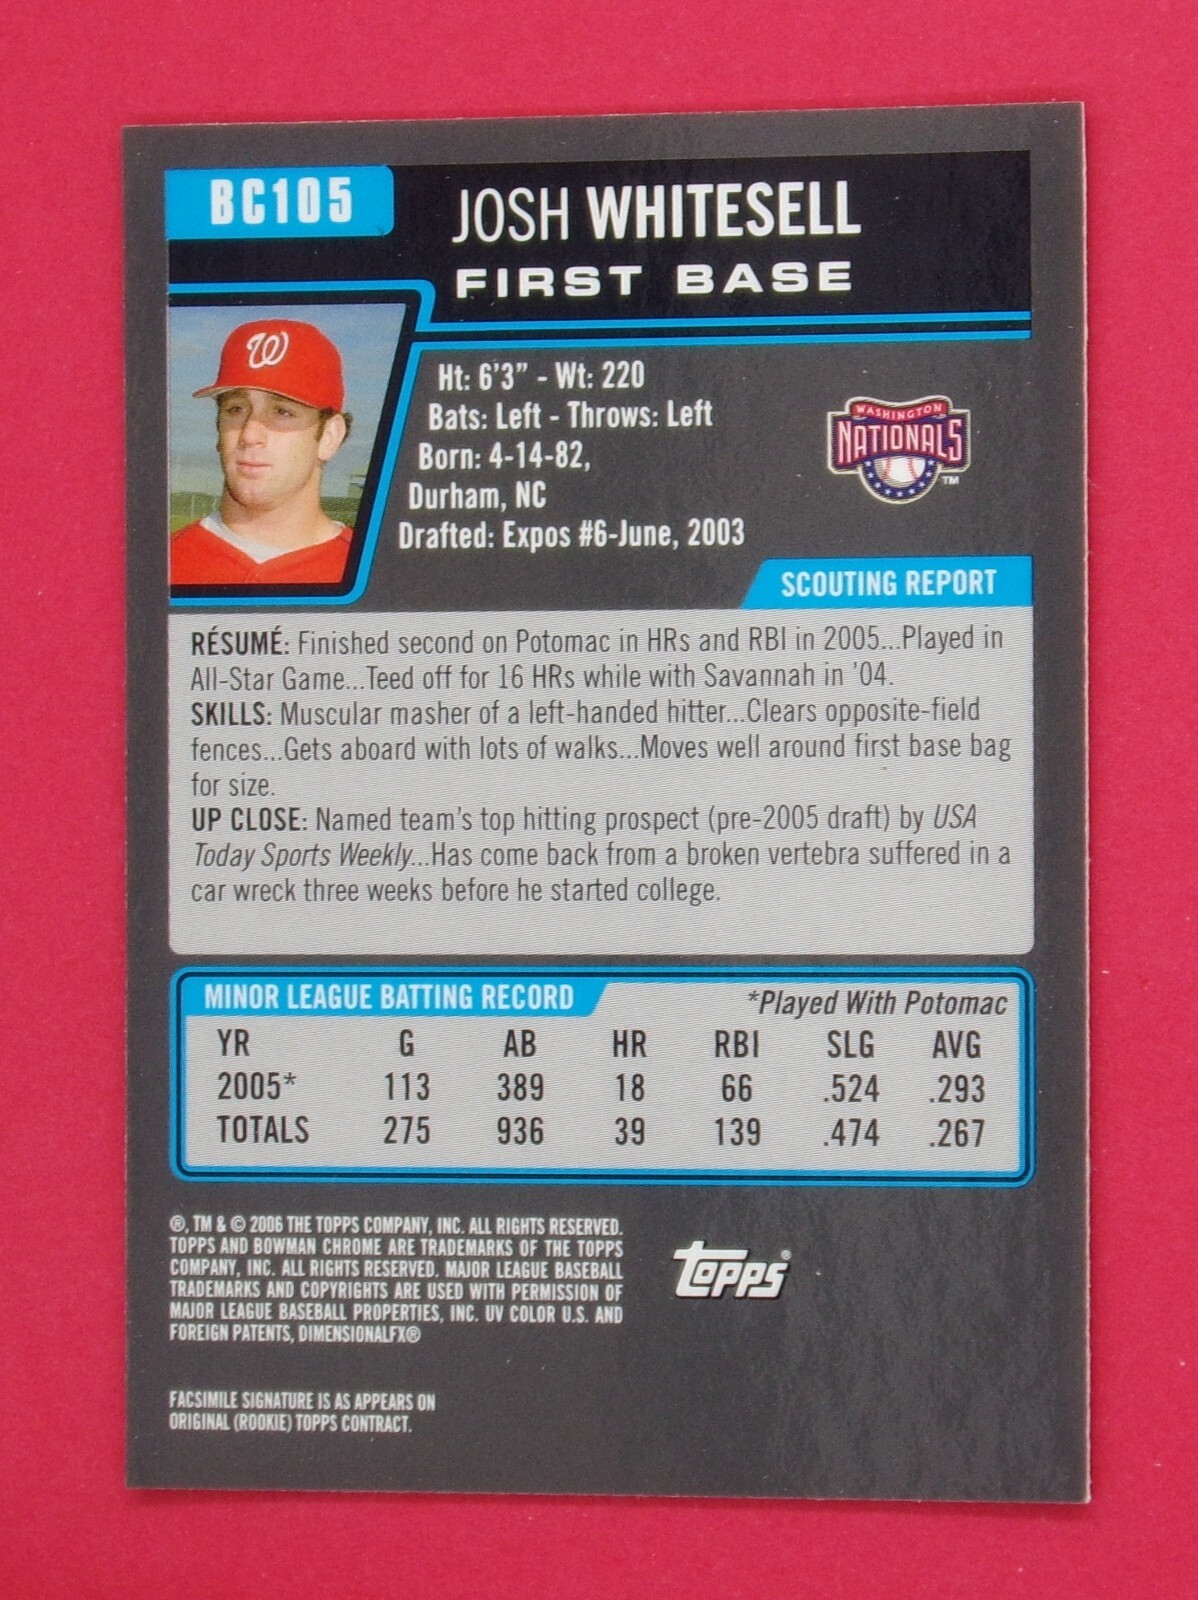 BC105
JOSH WHITESELL
FIRST BASE
W
Ht: 6'3" - Wt: 220
Bats: Left - Throws: Left
Born: 4-14-82,
Durham, NC
Drafted: Expos #6-June, 2003
WASHINGTON
NATIONALS
TM
SCOUTING REPORT
RÉSUMÉ: Finished second on Potomac in HRs and RBI in 2005...Played in
All-Star Game...Teed off for 16 HRs while with Savannah in '04.
SKILLS: Muscular masher of a left-handed hitter...Clears opposite-field
fences...Gets aboard with lots of walks...Moves well around first base bag
for size.
UP CLOSE: Named team's top hitting prospect (pre-2005 draft) by USA
Today Sports Weekly...Has come back from a broken vertebra suffered in a
car wreck three weeks before he started college.
MINOR LEAGUE BATTING RECORD *Played With Potomac
YR G AB HR RBI SLG AVG
2005* 113 389 18 66 .524 .293
TOTALS 275 936 39 139 .474 .267
®, TM & © 2006 THE TOPPS COMPANY, INC. ALL RIGHTS RESERVED.
TOPPS AND BOWMAN CHROME ARE TRADEMARKS OF THE TOPPS
COMPANY, INC. ALL RIGHTS RESERVED. MAJOR LEAGUE BASEBALL
TRADEMARKS AND COPYRIGHTS ARE USED WITH PERMISSION OF
MAJOR LEAGUE BASEBALL PROPERTIES, INC. UV COLOR U.S. AND
FOREIGN PATENTS, DIMENSIONALFX®
Topps®
FACSIMILE SIGNATURE IS AS APPEARS ON
ORIGINAL (ROOKIE) TOPPS CONTRACT.